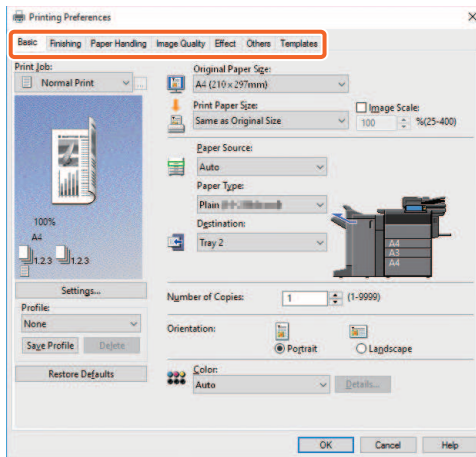 Printing Preferences
Basic Finishing Paper Handling Image Quality Effect Others Templates
Print Job:
Normal Print
...
100%
A4
1.2.3 1.2.3
Settings...
Profile:
None
Save Profile Delete
Restore Defaults
Original Paper Size:
A4 (210 x 297mm)
Print Paper Size:
Same as Original Size
Image Scale:
100 %(25-400)
Paper Source:
Auto
Paper Type:
Plain
Destination:
Tray 2
A4
A3
A4
Number of Copies:
1 (1-9999)
Orientation:
Portrait Landscape
Color:
Auto
Details...
OK Cancel Help